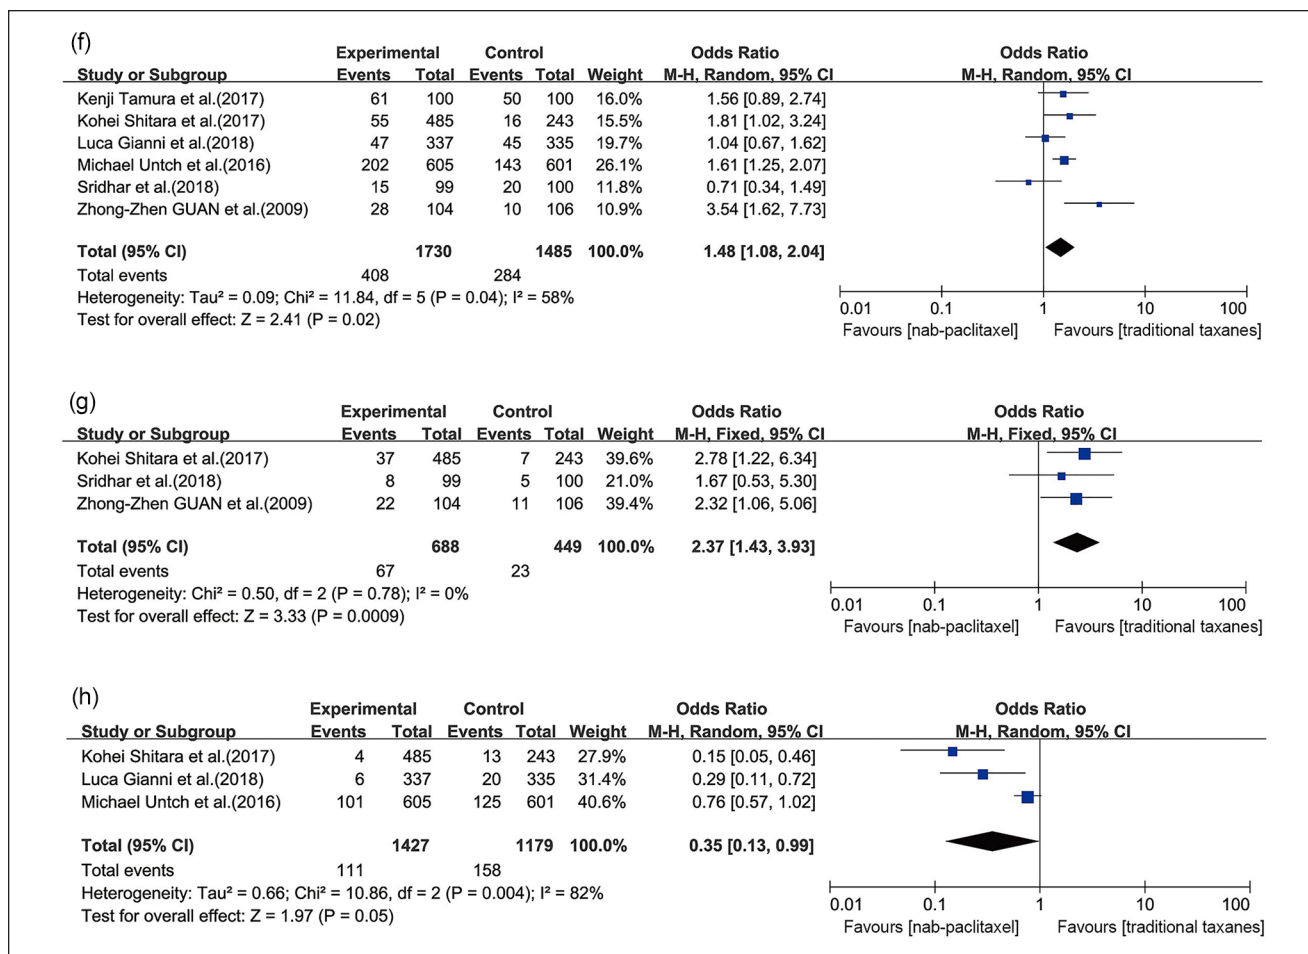 (f)
Experimental Control Odds Ratio Odds Ratio
Study or Subgroup Events Total Events Total Weight M-H, Random, 95% CI M-H, Random, 95% CI
Kenji Tamura et al.(2017) 61 100 50 100 16.0% 1.56 [0.89, 2.74]
Kohei Shitara et al.(2017) 55 485 16 243 15.5% 1.81 [1.02, 3.24]
Luca Gianni et al.(2018) 47 337 45 335 19.7% 1.04 [0.67, 1.62]
Michael Untch et al.(2016) 202 605 143 601 26.1% 1.61 [1.25, 2.07]
Sridhar et al.(2018) 15 99 20 100 11.8% 0.71 [0.34, 1.49]
Zhong-Zhen GUAN et al.(2009) 28 104 10 106 10.9% 3.54 [1.62, 7.73]
Total (95% CI) 1730 1485 100.0% 1.48 [1.08, 2.04]
Total events 408 284
Heterogeneity: Tau² = 0.09; Chi² = 11.84, df = 5 (P = 0.04); I² = 58%
Test for overall effect: Z = 2.41 (P = 0.02)
0.01 0.1 1 10 100
Favours [nab-paclitaxel] Favours [traditional taxanes]
(g)
Experimental Control Odds Ratio Odds Ratio
Study or Subgroup Events Total Events Total Weight M-H, Fixed, 95% CI M-H, Fixed, 95% CI
Kohei Shitara et al.(2017) 37 485 7 243 39.6% 2.78 [1.22, 6.34]
Sridhar et al.(2018) 8 99 5 100 21.0% 1.67 [0.53, 5.30]
Zhong-Zhen GUAN et al.(2009) 22 104 11 106 39.4% 2.32 [1.06, 5.06]
Total (95% CI) 688 449 100.0% 2.37 [1.43, 3.93]
Total events 67 23
Heterogeneity: Chi² = 0.50, df = 2 (P = 0.78); I² = 0%
Test for overall effect: Z = 3.33 (P = 0.0009)
0.01 0.1 1 10 100
Favours [nab-paclitaxel] Favours [traditional taxanes]
(h)
Experimental Control Odds Ratio Odds Ratio
Study or Subgroup Events Total Events Total Weight M-H, Random, 95% CI M-H, Random, 95% CI
Kohei Shitara et al.(2017) 4 485 13 243 27.9% 0.15 [0.05, 0.46]
Luca Gianni et al.(2018) 6 337 20 335 31.4% 0.29 [0.11, 0.72]
Michael Untch et al.(2016) 101 605 125 601 40.6% 0.76 [0.57, 1.02]
Total (95% CI) 1427 1179 100.0% 0.35 [0.13, 0.99]
Total events 111 158
Heterogeneity: Tau² = 0.66; Chi² = 10.86, df = 2 (P = 0.004); I² = 82%
Test for overall effect: Z = 1.97 (P = 0.05)
0.01 0.1 1 10 100
Favours [nab-paclitaxel] Favours [traditional taxanes]